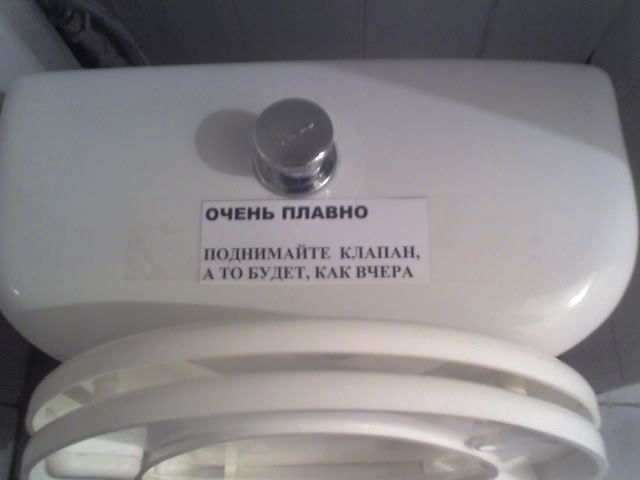 ОЧЕНЬ ПЛАВНО
ПОДНИМАЙТЕ КЛАПАН,
А ТО БУДЕТ, КАК ВЧЕРА